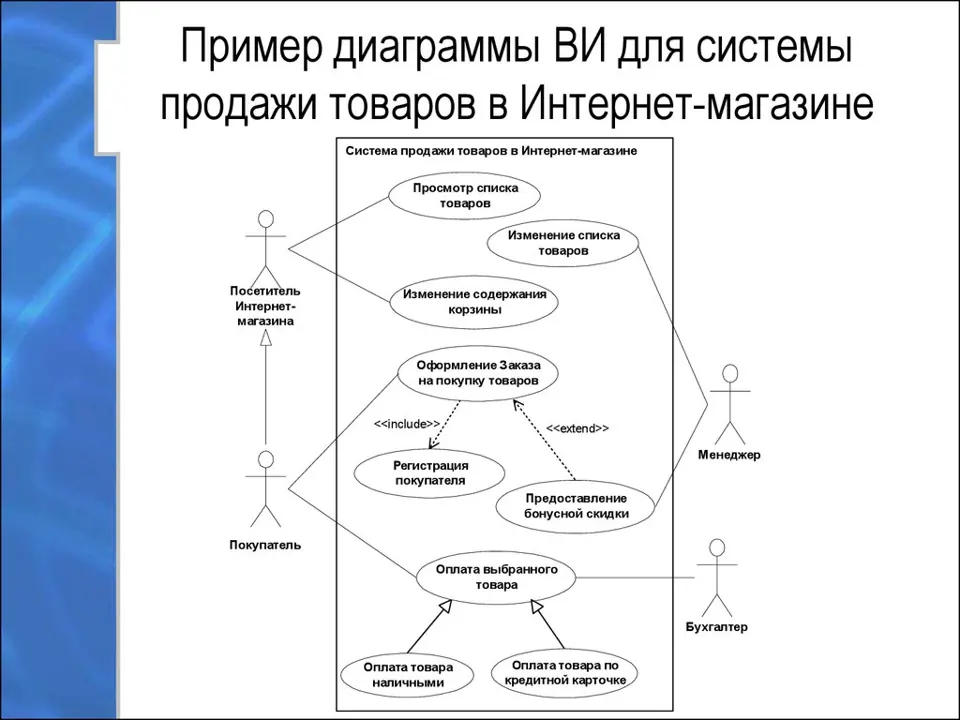 Пример диаграммы ВИ для системы
продажи товаров в Интернет-магазине
Система продажи товаров в Интернет-магазине
Просмотр списка
товаров
Изменение списка
товаров
Посетитель
Интернет-
магазина
Изменение содержания
корзины
Оформление Заказа
на покупку товаров
<<include>>
<<extend>>
Менеджер
Регистрация
покупателя
Предоставление
бонусной скидки
Покупатель
Оплата выбранного
товара
Бухгалтер
Оплата товара
наличными
Оплата товара по
кредитной карточке